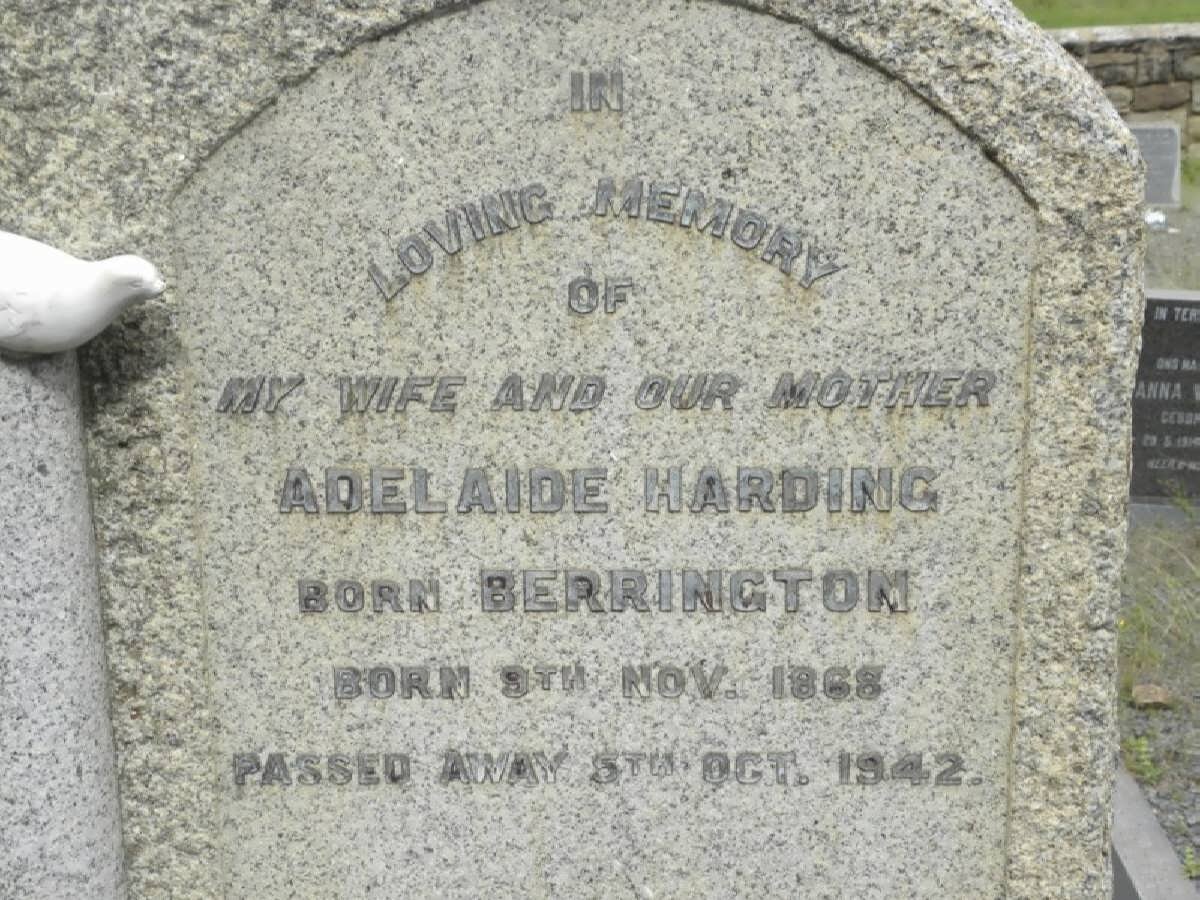 IN
LOVING MEMORY
OF
MY WIFE AND OUR MOTHER
ADELAIDE HARDING
BORN BERRINGTON
BORN 9TH NOV. 1868
PASSED AWAY 5TH OCT. 1942.
IN TER
ONS
ANNA